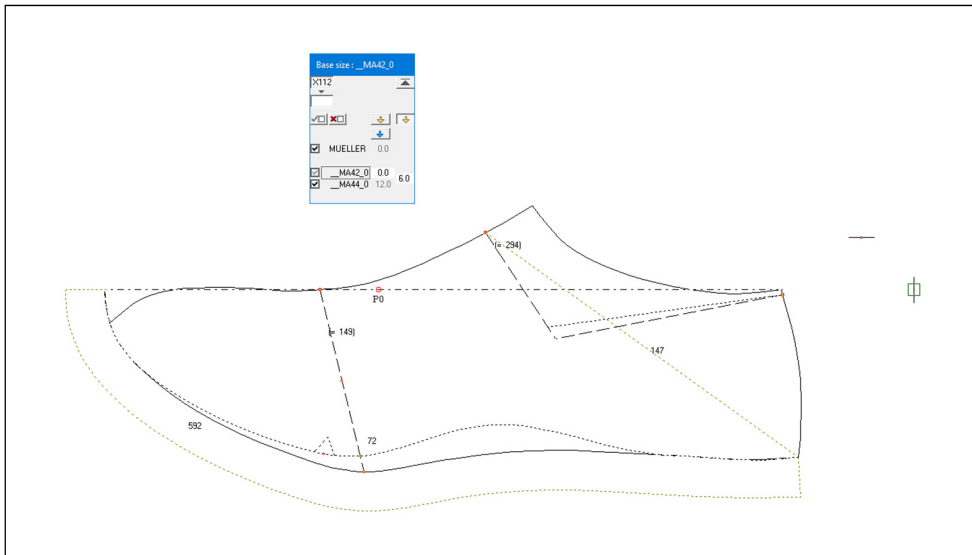 Base size : __MA42_0
X112
MUELLER 0.0
__MA42_0 0.0
6.0
__MA44_0 12.0
(= 294)
P0
(= 149)
147
592
72